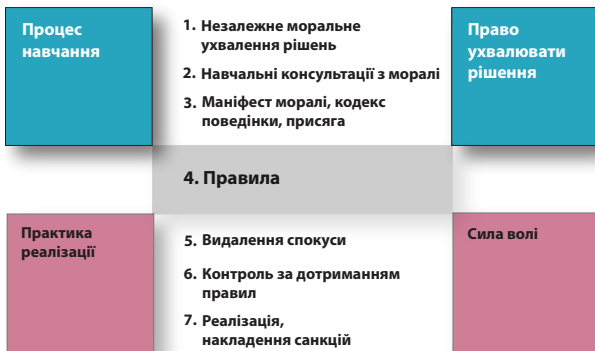 Процес
навчання
1. Незалежне моральне
ухвалення рішень
2. Навчальні консультації з моралі
3. Маніфест моралі, кодекс
поведінки, присяга
Право
ухвалювати
рішення
4. Правила
Практика
реалізації
5. Видалення спокуси
6. Контроль за дотриманням
правил
7. Реалізація,
накладення санкцій
Сила волі